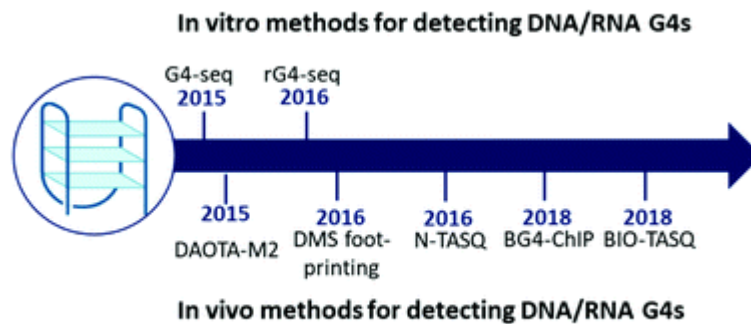 In vitro methods for detecting DNA/RNA G4s
G4-seq rG4-seq
2015 2016
2015 2016 2016 2018 2018
DAOTA-M2 DMS foot- N-TASQ BG4-ChIP BIO-TASQ
printing
In vivo methods for detecting DNA/RNA G4s